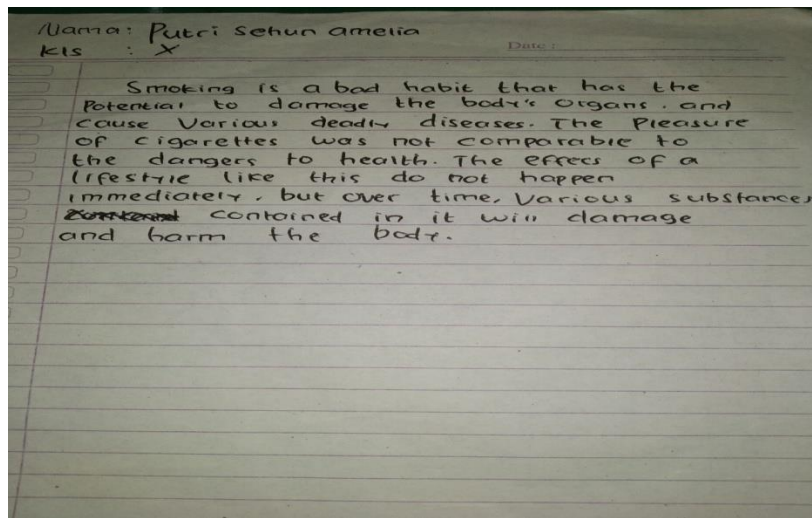 Nama: Putri sehun amelia
Kls : X
Date :
Smoking is a bad habit that has the
Potential to damage the body's organs. and
cause Various deadly diseases. The Pleasure
of cigarettes was not comparable to
the dangers to health. The effecs of a
lifestyle like this do not happen
immediately. but over time. Various substances
contained in it will damage
and harm the body.